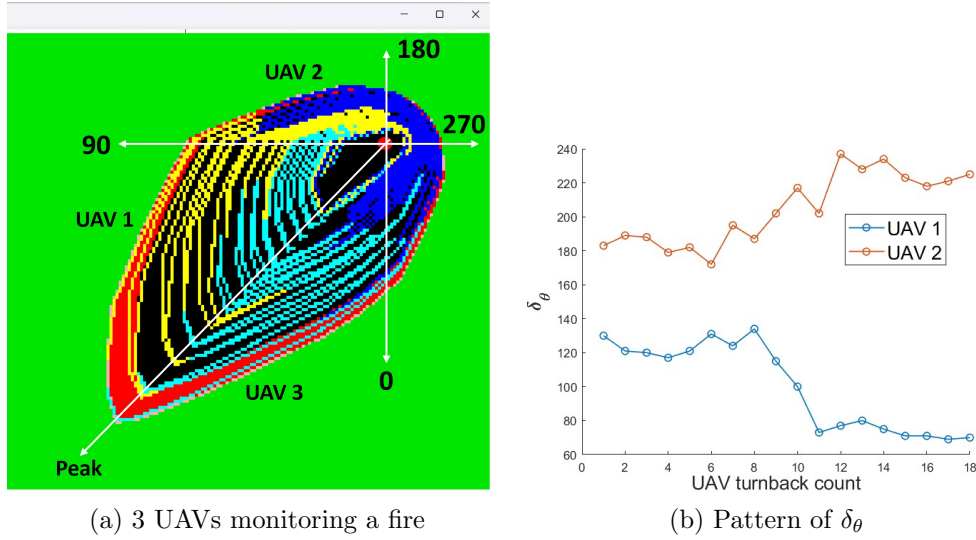 180
UAV 2
270
90
UAV 1
0
UAV 3
Peak
(a) 3 UAVs monitoring a fire
240
220
200
180
160
140
120
100
80
60
0 2 4 6 8 10 12 14 16 18
δθ
UAV turnback count
UAV 1
UAV 2
(b) Pattern of δθ